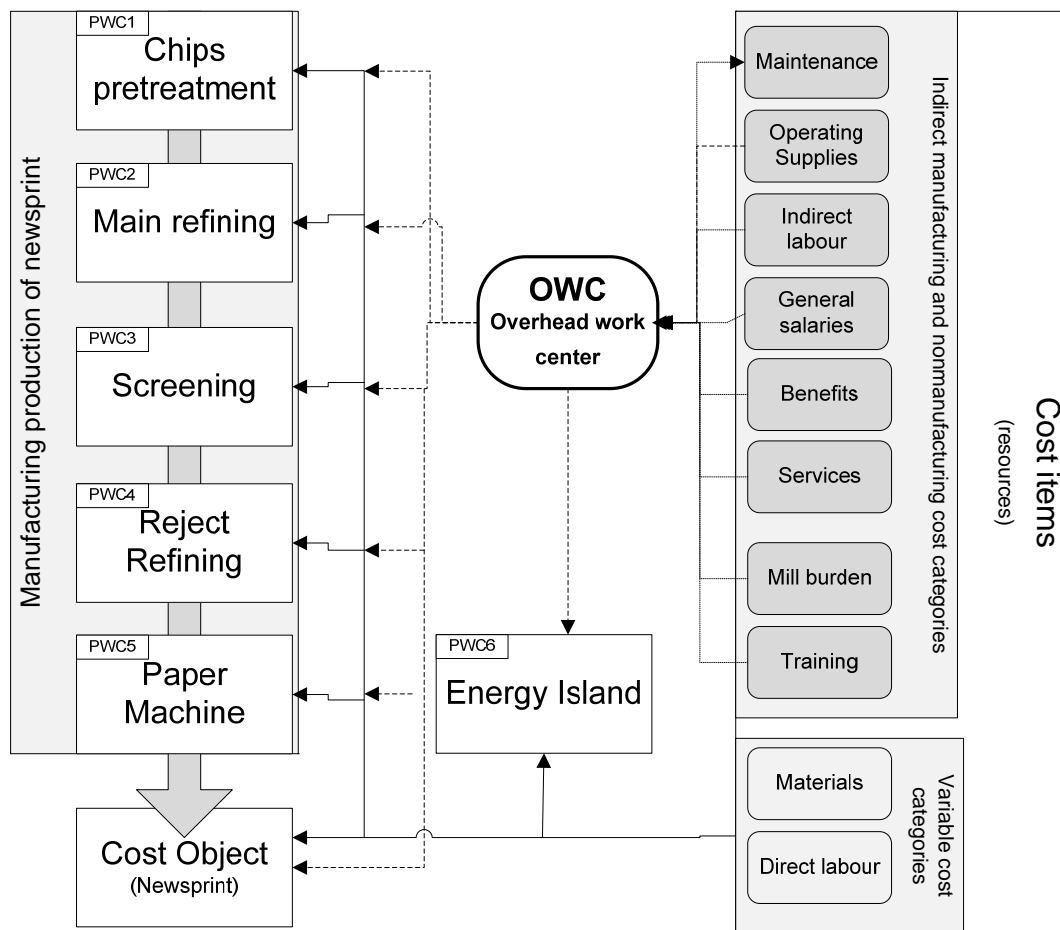 Manufacturing production of newsprint
PWC1
Chips
pretreatment
PWC2
Main refining
PWC3
Screening
PWC4
Reject
Refining
PWC5
Paper
Machine
Cost Object
(Newsprint)
OWC
Overhead work
center
PWC6
Energy Island
Maintenance
Operating
Supplies
Indirect
labour
General
salaries
Benefits
Services
Mill burden
Training
Indirect manufacturing and nonmanufacturing cost categories
Materials
Direct labour
Variable cost
categories
Cost items
(resources)